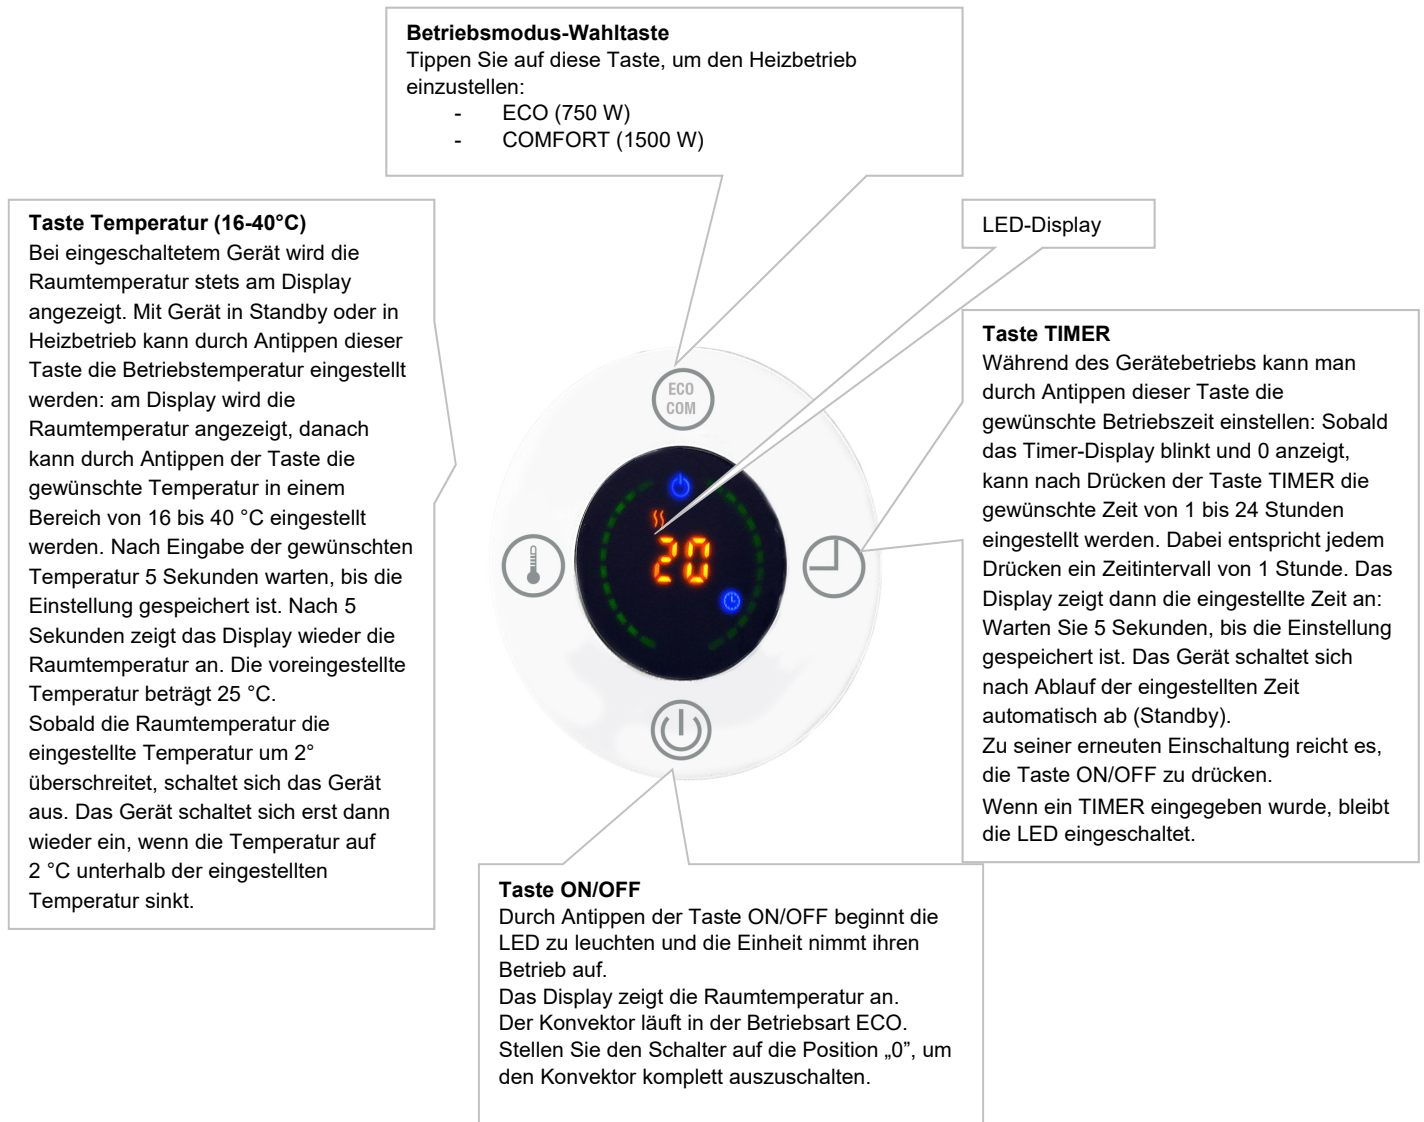 Betriebsmodus-Wahltaste
Tippen Sie auf diese Taste, um den Heizbetrieb
einzustellen:
- ECO (750 W)
- COMFORT (1500 W)
Taste Temperatur (16-40°C)
Bei eingeschaltetem Gerät wird die
Raumtemperatur stets am Display
angezeigt. Mit Gerät in Standby oder in
Heizbetrieb kann durch Antippen dieser
Taste die Betriebstemperatur eingestellt
werden: am Display wird die
Raumtemperatur angezeigt, danach
kann durch Antippen der Taste die
gewünschte Temperatur in einem
Bereich von 16 bis 40 °C eingestellt
werden. Nach Eingabe der gewünschten
Temperatur 5 Sekunden warten, bis die
Einstellung gespeichert ist. Nach 5
Sekunden zeigt das Display wieder die
Raumtemperatur an. Die voreingestellte
Temperatur beträgt 25 °C.
Sobald die Raumtemperatur die
eingestellte Temperatur um 2°
überschreitet, schaltet sich das Gerät
aus. Das Gerät schaltet sich erst dann
wieder ein, wenn die Temperatur auf
2 °C unterhalb der eingestellten
Temperatur sinkt.
LED-Display
ECO
COM
20
Taste TIMER
Während des Gerätebetriebs kann man
durch Antippen dieser Taste die
gewünschte Betriebszeit einstellen: Sobald
das Timer-Display blinkt und 0 anzeigt,
kann nach Drücken der Taste TIMER die
gewünschte Zeit von 1 bis 24 Stunden
eingestellt werden. Dabei entspricht jedem
Drücken ein Zeitintervall von 1 Stunde. Das
Display zeigt dann die eingestellte Zeit an:
Warten Sie 5 Sekunden, bis die Einstellung
gespeichert ist. Das Gerät schaltet sich
nach Ablauf der eingestellten Zeit
automatisch ab (Standby).
Zu seiner erneuten Einschaltung reicht es,
die Taste ON/OFF zu drücken.
Wenn ein TIMER eingegeben wurde, bleibt
die LED eingeschaltet.
Taste ON/OFF
Durch Antippen der Taste ON/OFF beginnt die
LED zu leuchten und die Einheit nimmt ihren
Betrieb auf.
Das Display zeigt die Raumtemperatur an.
Der Konvektor läuft in der Betriebsart ECO.
Stellen Sie den Schalter auf die Position „0”, um
den Konvektor komplett auszuschalten.